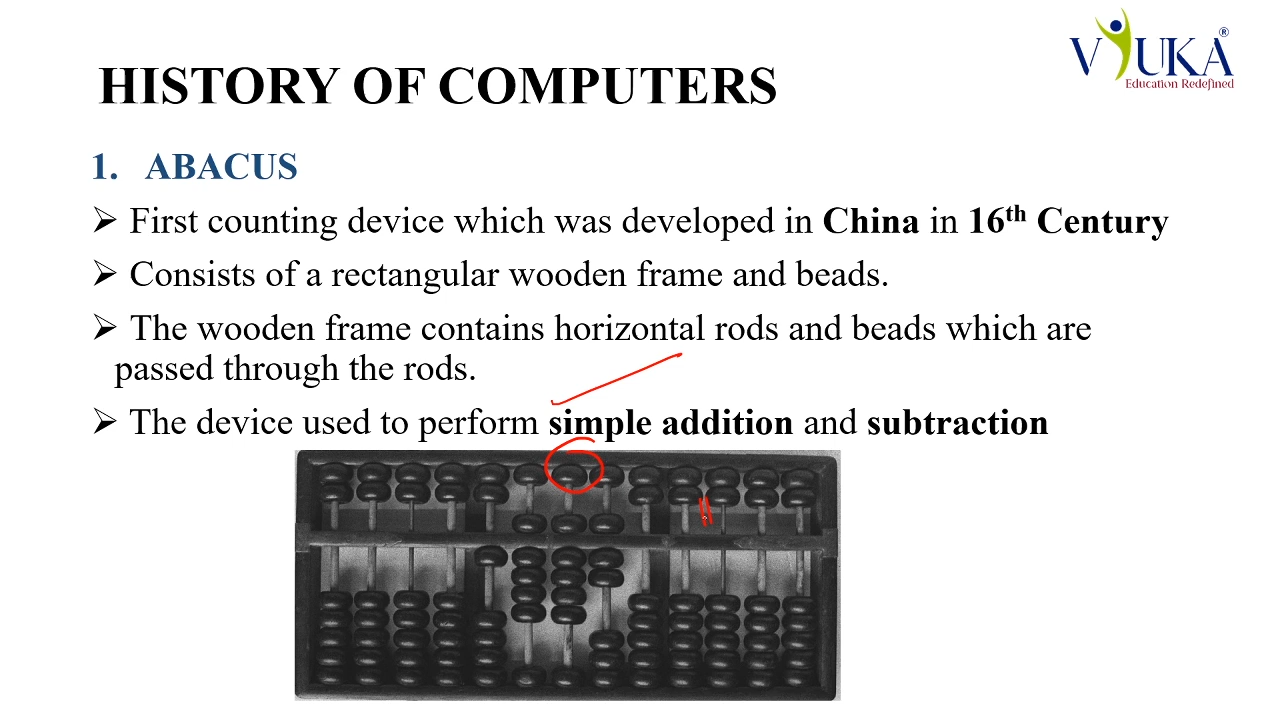 VIUKA®
Education Redefined
HISTORY OF COMPUTERS
1. ABACUS
➢ First counting device which was developed in China in 16th Century
➢ Consists of a rectangular wooden frame and beads.
➢ The wooden frame contains horizontal rods and beads which are
passed through the rods.
➢ The device used to perform simple addition and subtraction